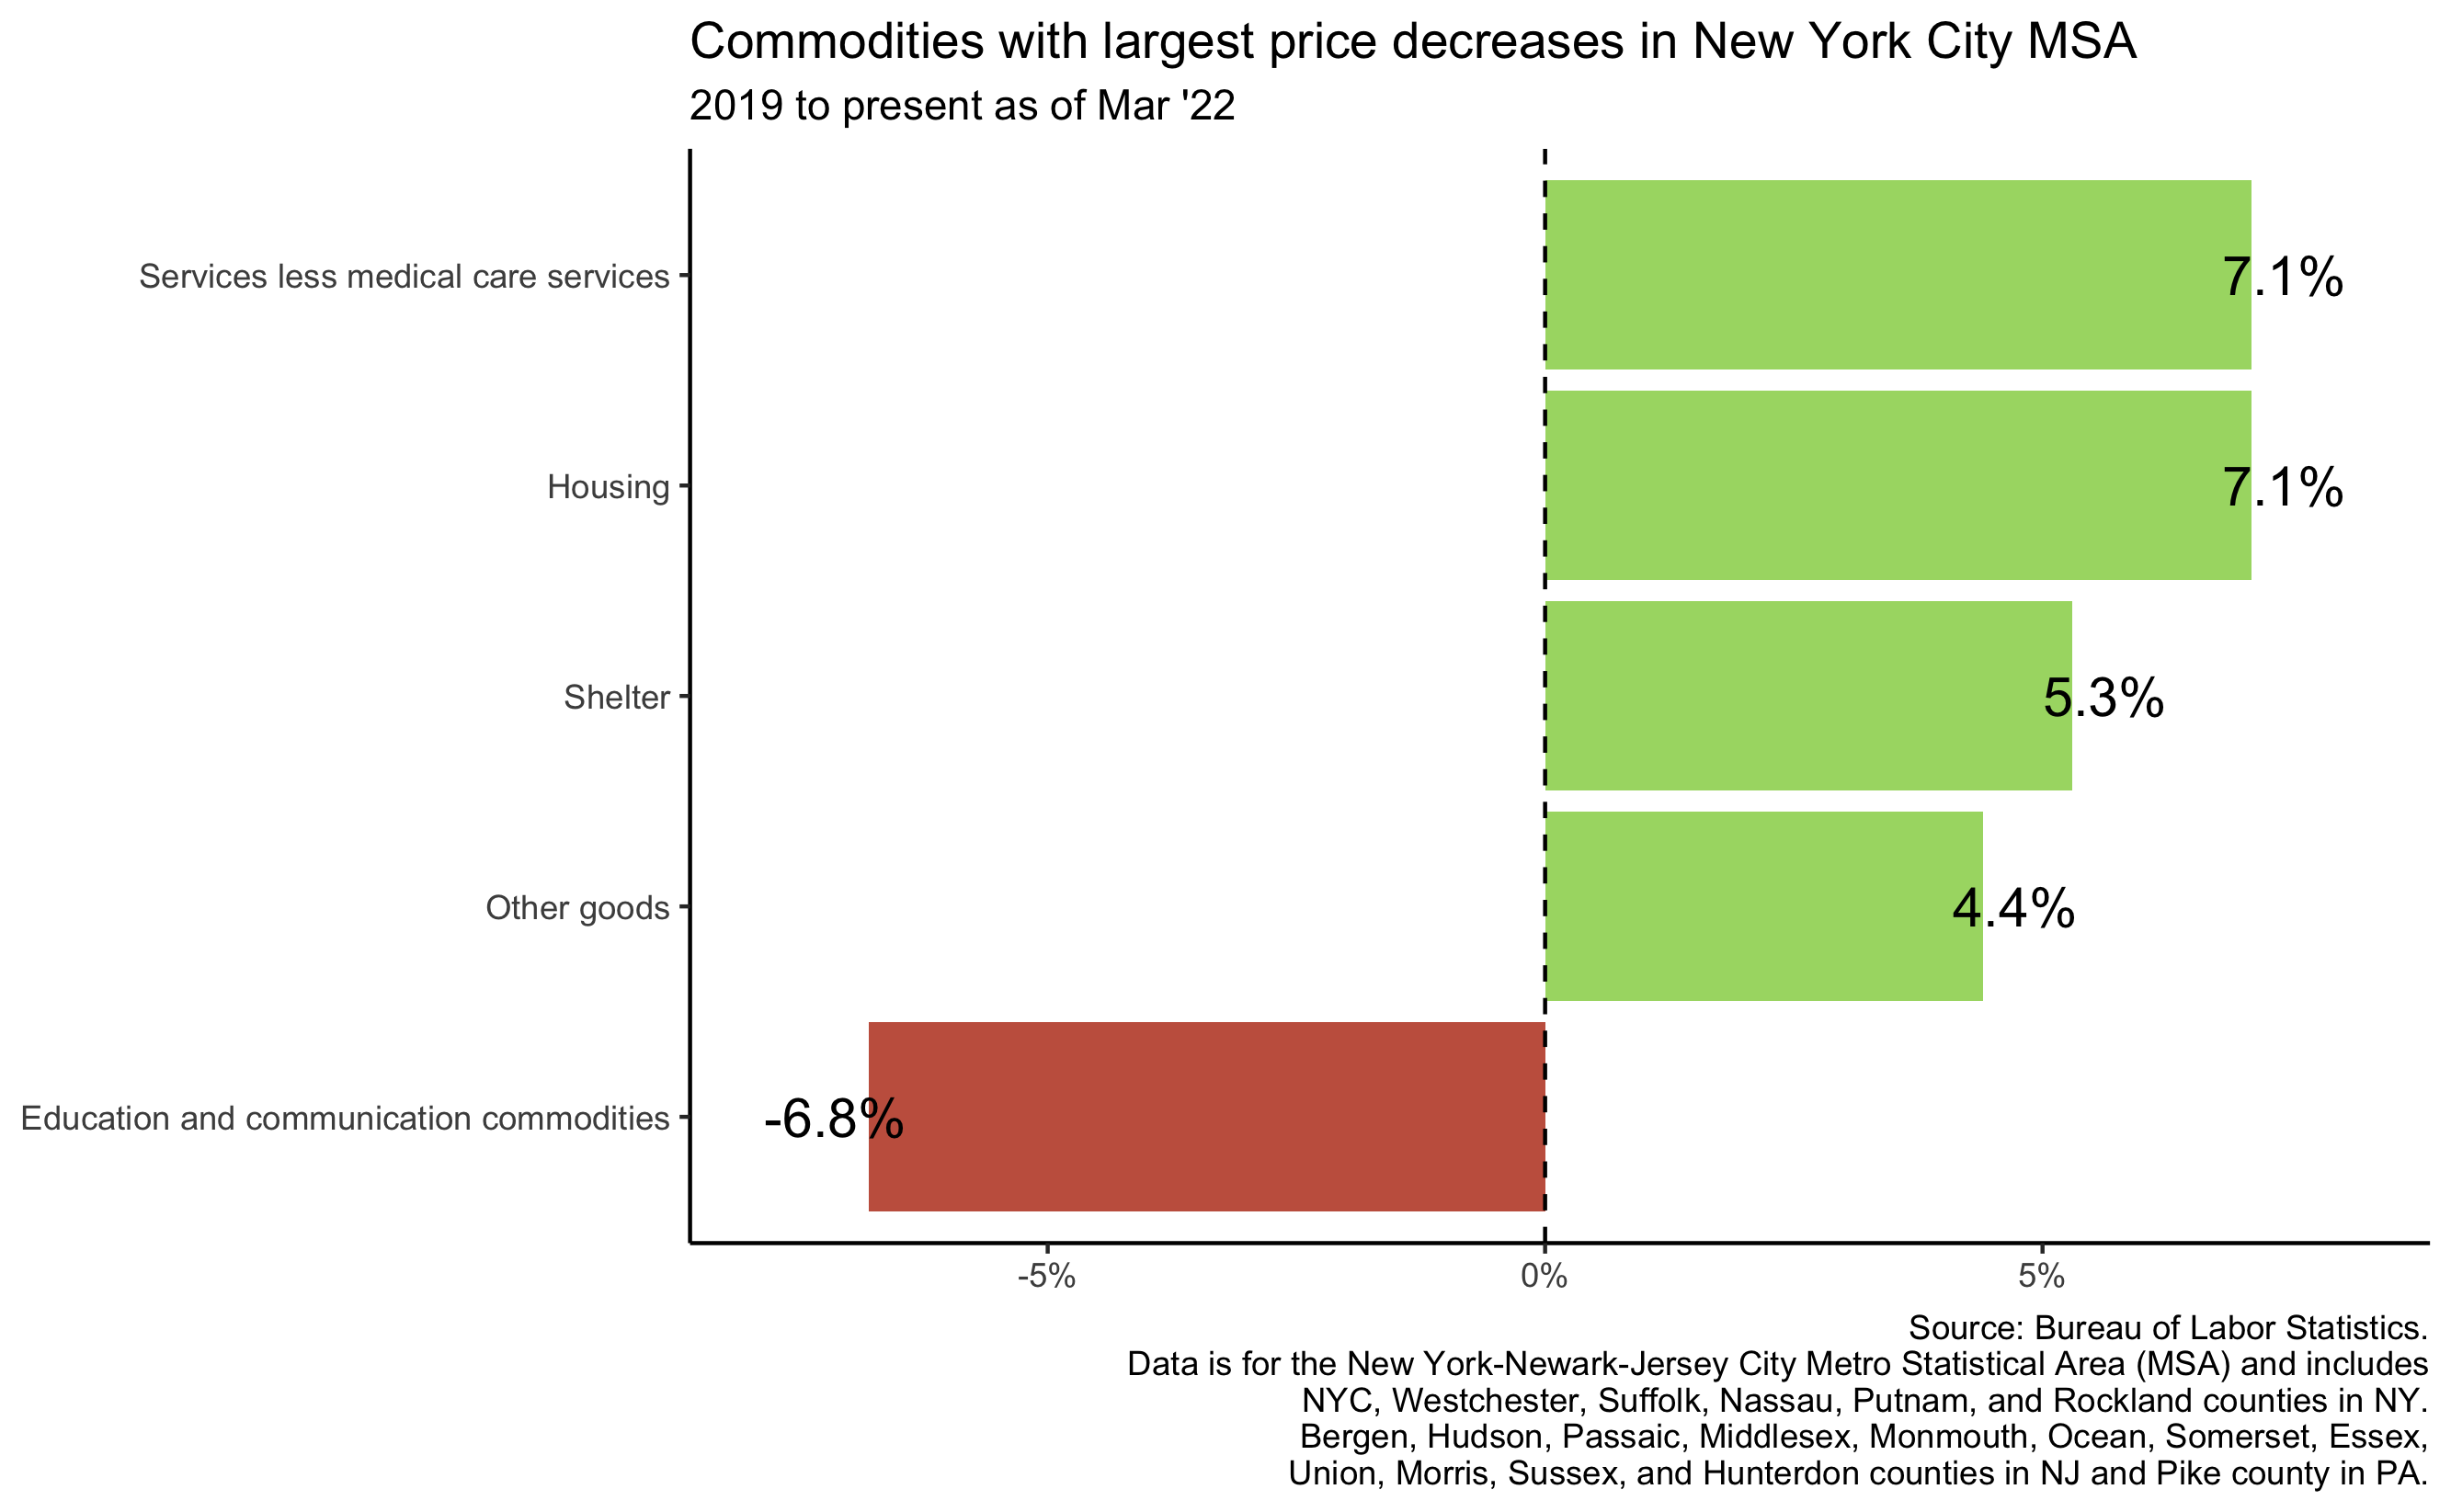 Commodities with largest price decreases in New York City MSA
2019 to present as of Mar '22
Services less medical care services
7.1%
Housing
7.1%
Shelter
5.3%
Other goods
4.4%
Education and communication commodities
-6.8%
-5%
0%
5%
Source: Bureau of Labor Statistics.
Data is for the New York-Newark-Jersey City Metro Statistical Area (MSA) and includes
NYC, Westchester, Suffolk, Nassau, Putnam, and Rockland counties in NY.
Bergen, Hudson, Passaic, Middlesex, Monmouth, Ocean, Somerset, Essex,
Union, Morris, Sussex, and Hunterdon counties in NJ and Pike county in PA.